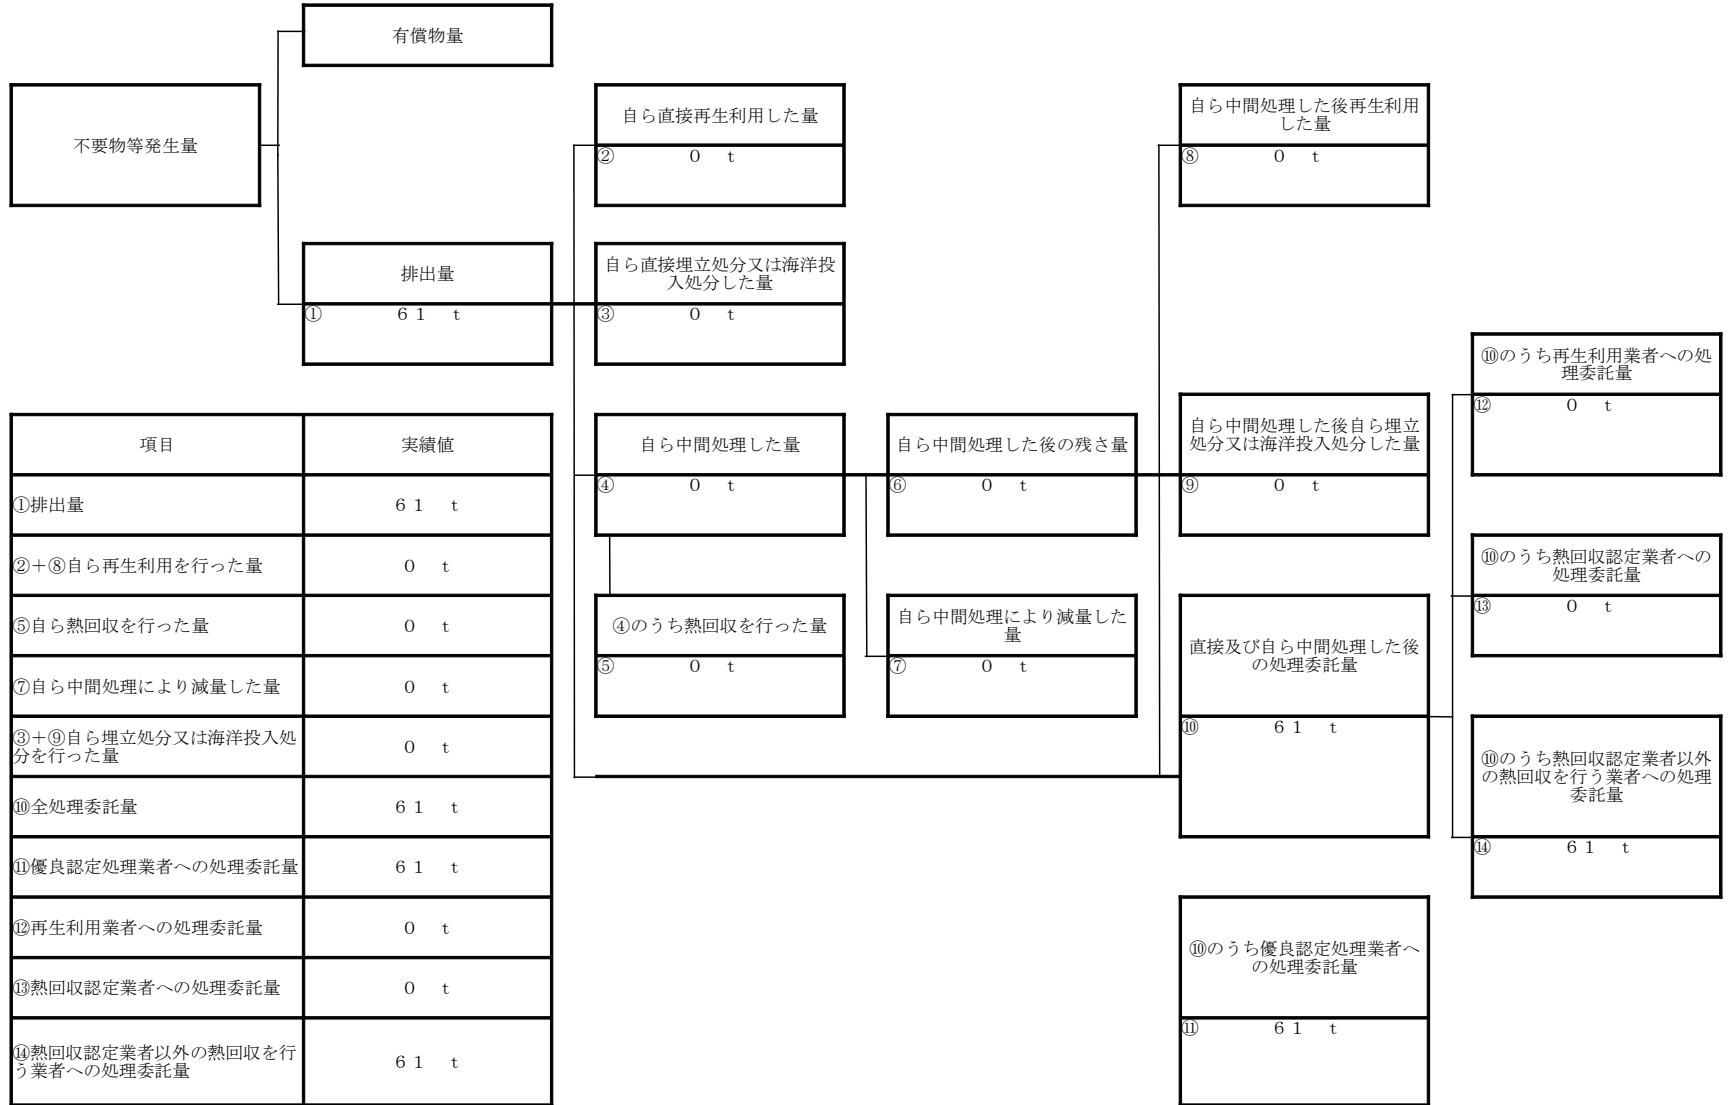 有償物量
不要物等発生量
自ら直接再生利用した量
② 0 t
自ら中間処理した後再生利用
した量
⑧ 0 t
排出量
① 61 t
自ら直接埋立処分又は海洋投
入処分した量
③ 0 t
⑩のうち再生利用業者への処
理委託量
⑫ 0 t
自ら中間処理した量
④ 0 t
自ら中間処理した後の残さ量
⑥ 0 t
自ら中間処理した後自ら埋立
処分又は海洋投入処分した量
⑨ 0 t
⑩のうち熱回収認定業者への
処理委託量
⑬ 0 t
④のうち熱回収を行った量
⑤ 0 t
自ら中間処理により減量した
量
⑦ 0 t
直接及び自ら中間処理した後
の処理委託量
⑩ 61 t
⑩のうち熱回収認定業者以外
の熱回収を行う業者への処理
委託量
⑭ 61 t
⑩のうち優良認定処理業者へ
の処理委託量
⑪ 61 t
項目 実績値
①排出量 61 t
②+⑧自ら再生利用を行った量 0 t
⑤自ら熱回収を行った量 0 t
⑦自ら中間処理により減量した量 0 t
③+⑨自ら埋立処分又は海洋投入処
分を行った量 0 t
⑩全処理委託量 61 t
⑪優良認定処理業者への処理委託量 61 t
⑫再生利用業者への処理委託量 0 t
⑬熱回収認定業者への処理委託量 0 t
⑭熱回収認定業者以外の熱回収を行
う業者への処理委託量 61 t